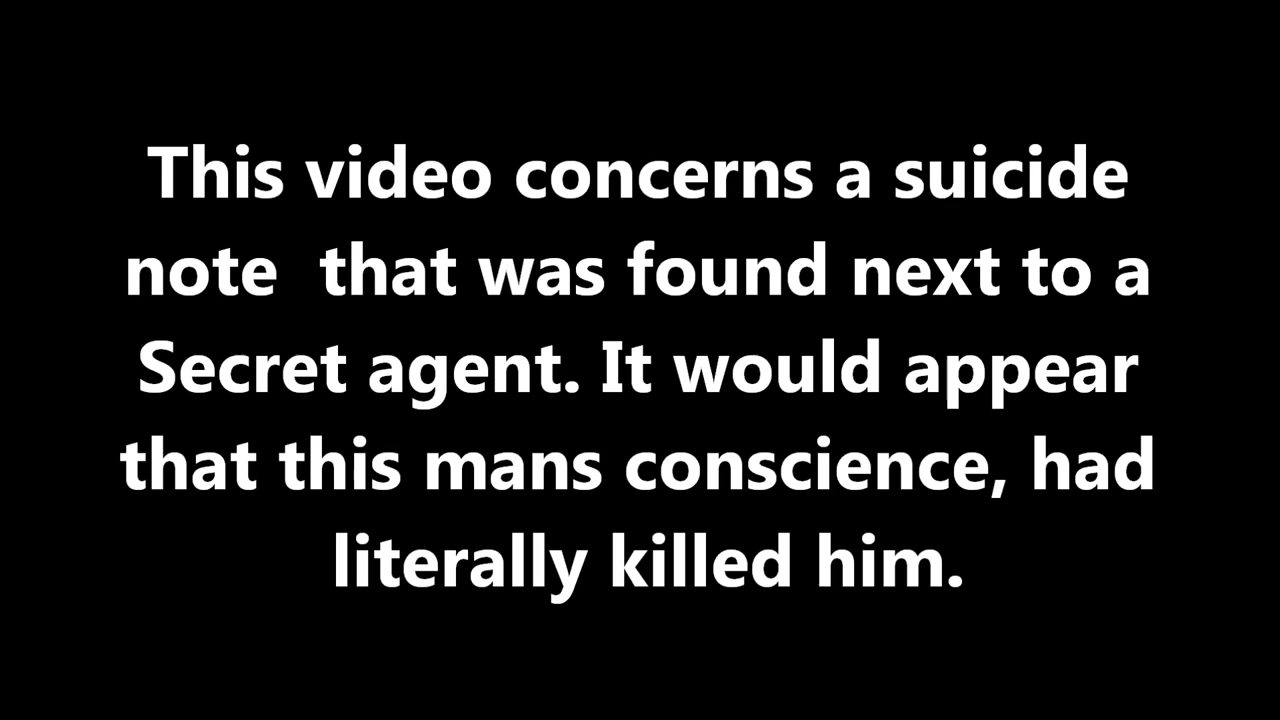 This video concerns a suicide
note  that was found next to a
Secret agent. It would appear
that this mans conscience, had
literally killed him.